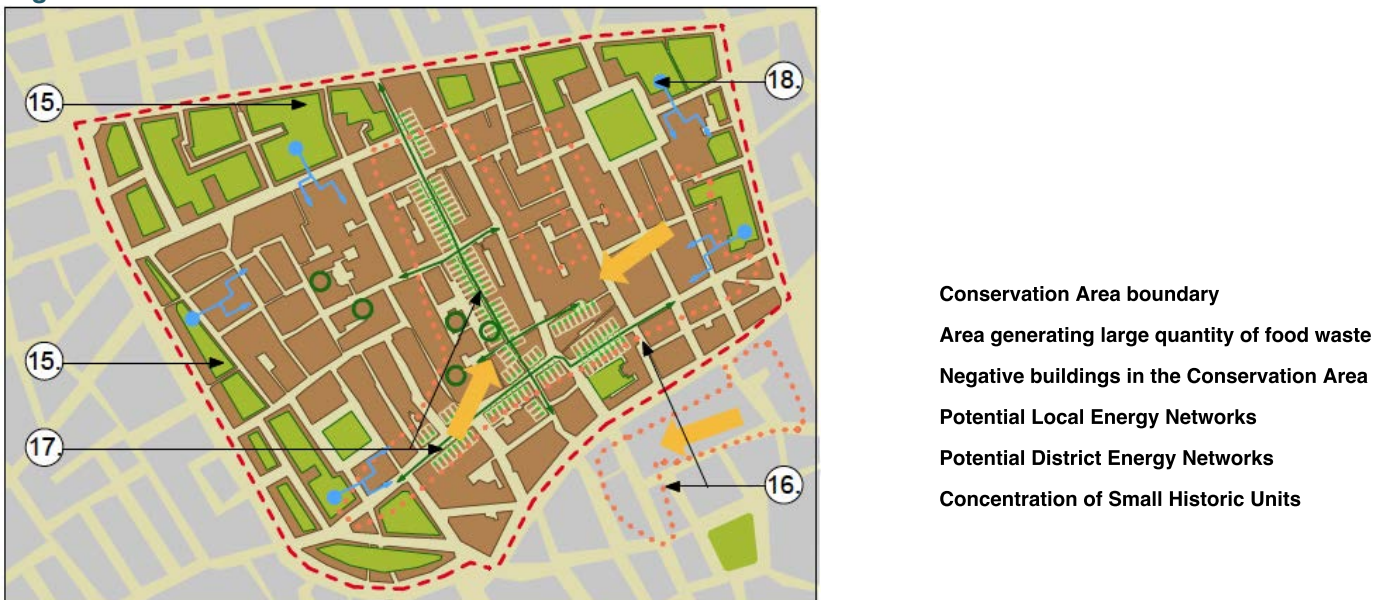 15.
18.
15.
17.
16.
Conservation Area boundary
Area generating large quantity of food waste
Negative buildings in the Conservation Area
Potential Local Energy Networks
Potential District Energy Networks
Concentration of Small Historic Units